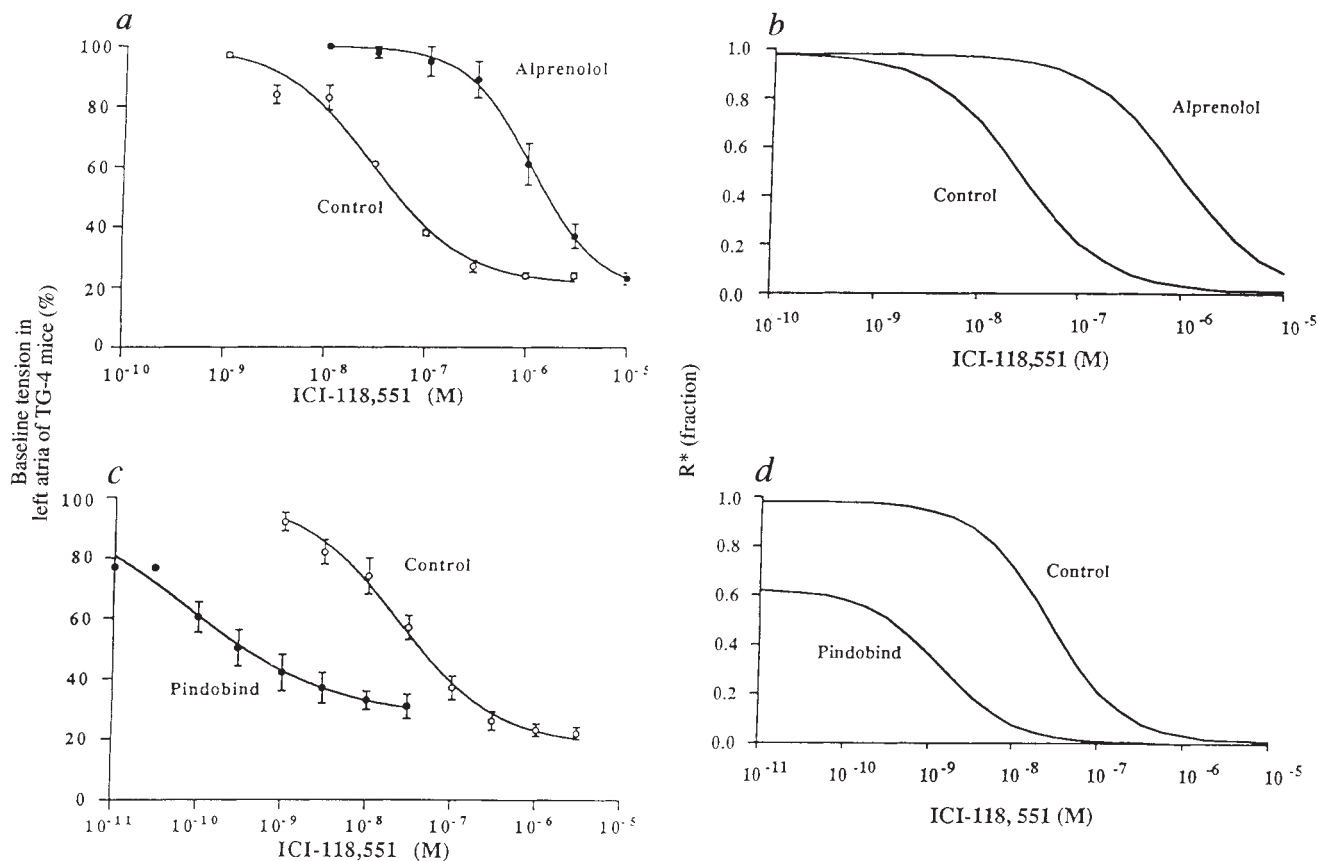 a
100
80
60
40
20
0
Alprenolol
Control
10-10
10-9
10-8
10-7
10-6
10-5
ICI-118,551 (M)
b
1.0
0.8
0.6
0.4
0.2
0.0
Alprenolol
Control
10-10
10-9
10-8
10-7
10-6
10-5
ICI-118,551 (M)
Baseline tension in
left atria of TG-4 mice (%)
R* (fraction)
c
100
80
60
40
20
0
Control
Pindobind
10-11
10-10
10-9
10-8
10-7
10-6
10-5
ICI-118,551 (M)
d
1.0
0.8
0.6
0.4
0.2
0.0
Control
Pindobind
10-11
10-10
10-9
10-8
10-7
10-6
10-5
ICI-118, 551 (M)